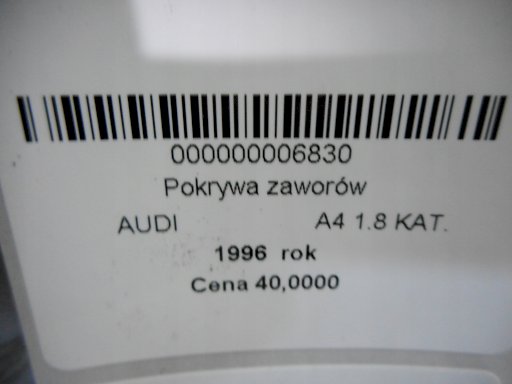 000000006830
Pokrywa zaworów
AUDI A4 1.8 KAT.
1996 rok
Cena 40,0000